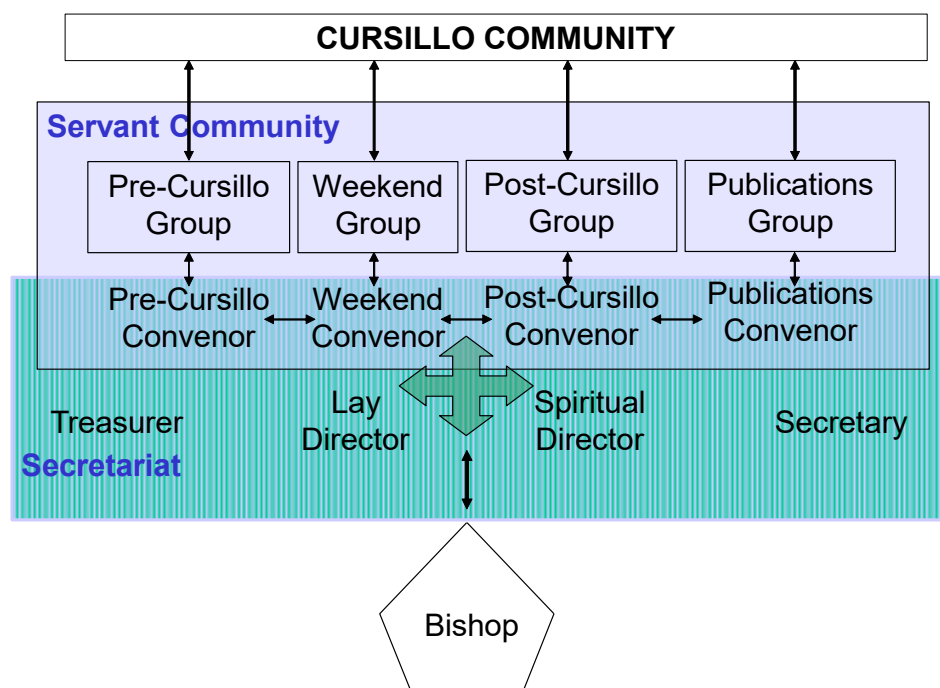 CURSILLO COMMUNITY
Servant Community
Pre-Cursillo
Group
Weekend
Group
Post-Cursillo
Group
Publications
Group
Pre-Cursillo
Convenor
Weekend
Convenor
Post-Cursillo
Convenor
Publications
Convenor
Treasurer
Lay
Director
Spiritual
Director
Secretary
Secretariat
Bishop